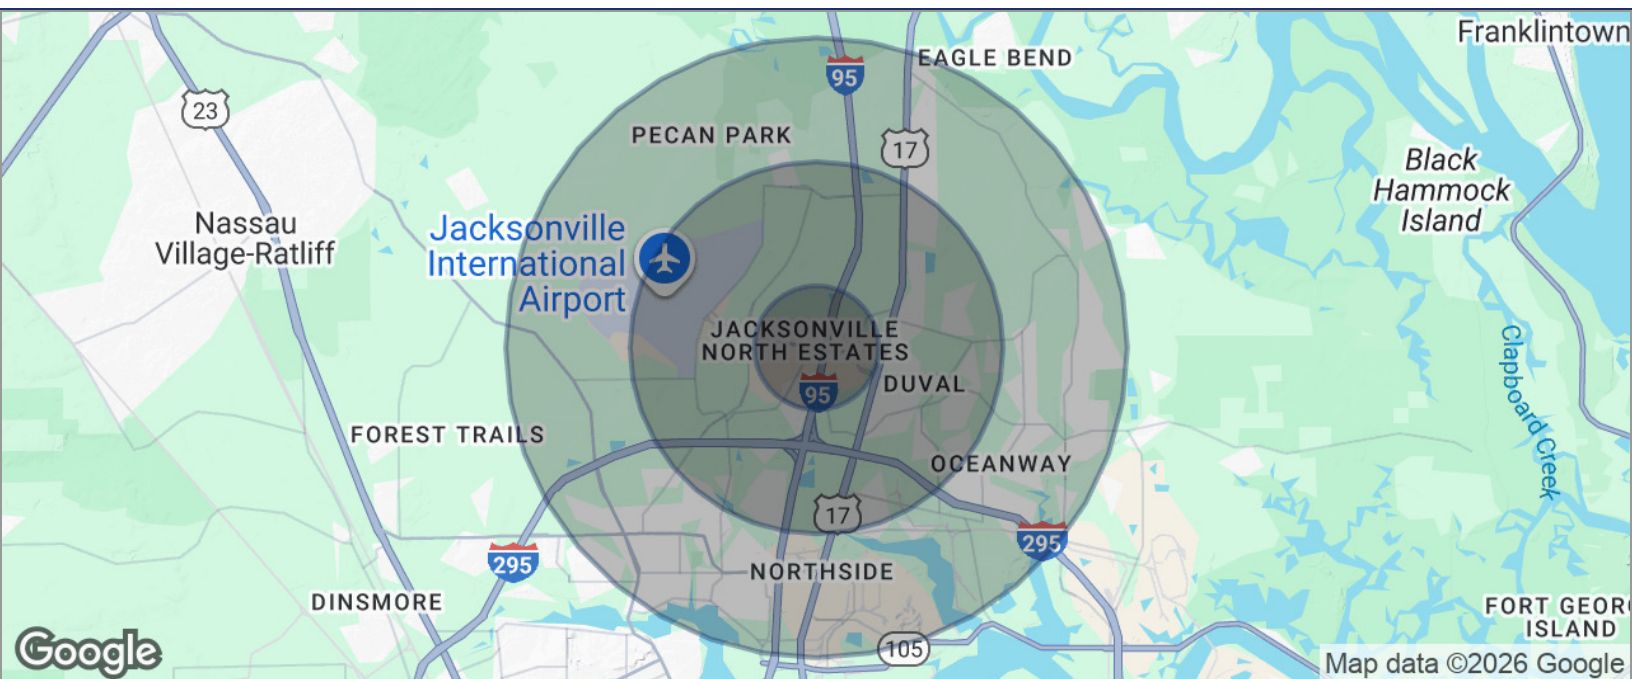 Franklintown
95
EAGLE BEND
23
PECAN PARK
17
Black
Hammock
Island
Nassau
Village-Ratliff
Jacksonville
International
Airport
JACKSONVILLE
NORTH ESTATES
95
DUVAL
Clapboard Creek
FOREST TRAILS
OCEANWAY
17
295
295
NORTHSIDE
DINSMORE
105
FORT GEOR
ISLAND
Google
Map data ©2026 Google